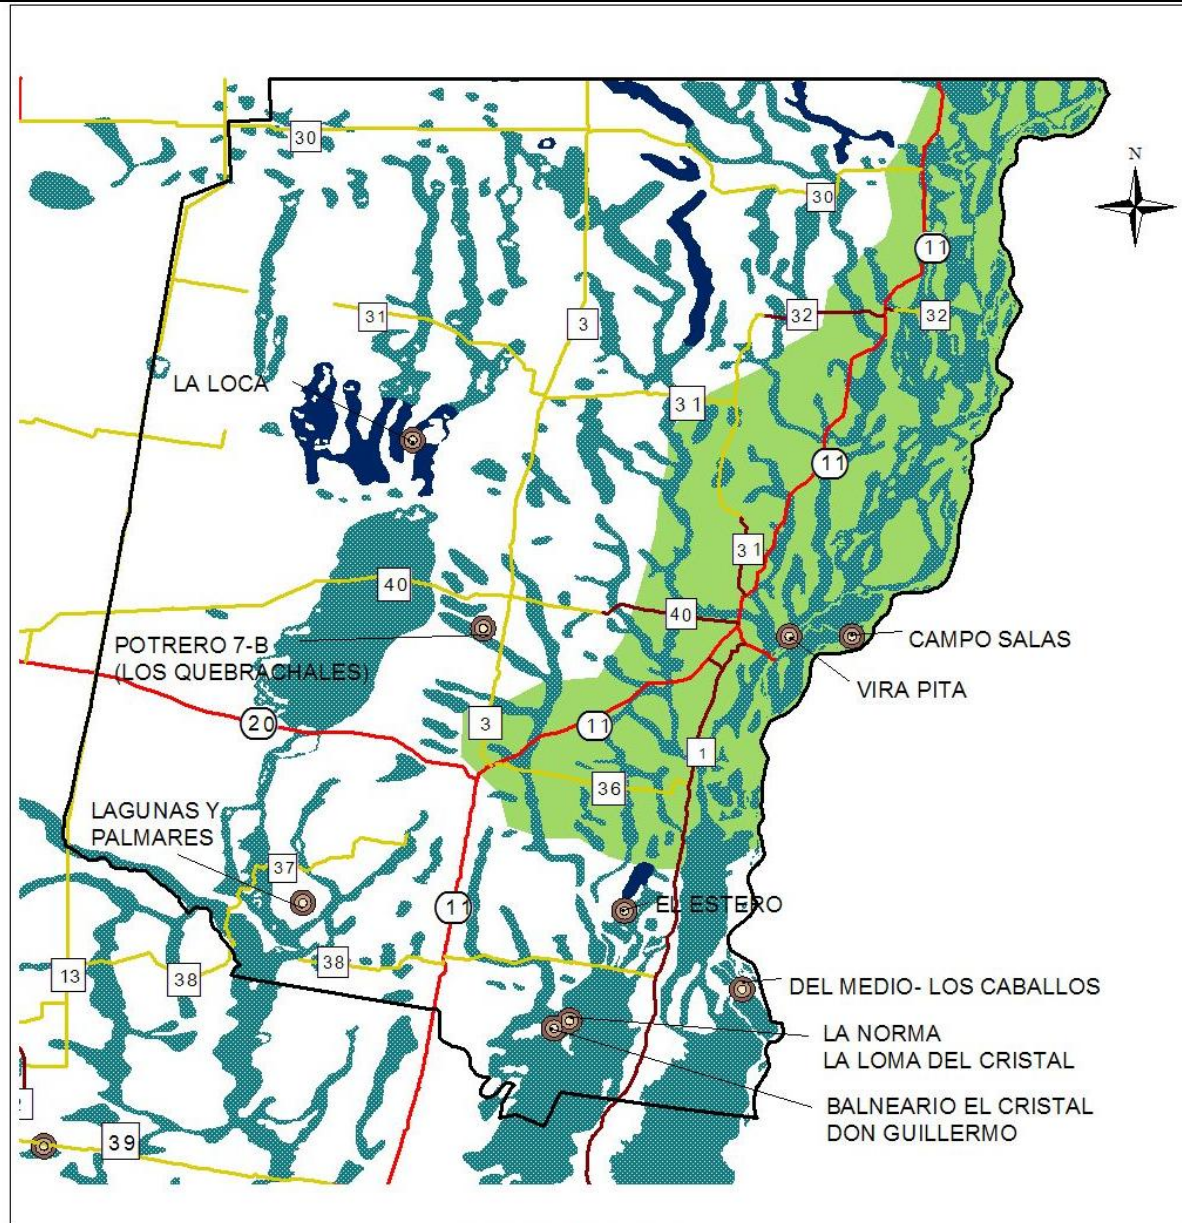 N
30
30
11
31
3
32
32
LA LOCA
31
11
31
40
40
POTRERO 7-B
(LOS QUEBRACHALES)
CAMPO SALAS
VIRA PITA
20
3
11
1
36
LAGUNAS Y
PALMARES
37
11
EL ESTERO
38
13
38
DEL MEDIO- LOS CABALLOS
LA NORMA
LA LOMA DEL CRISTAL
BALNEARIO EL CRISTAL
DON GUILLERMO
39